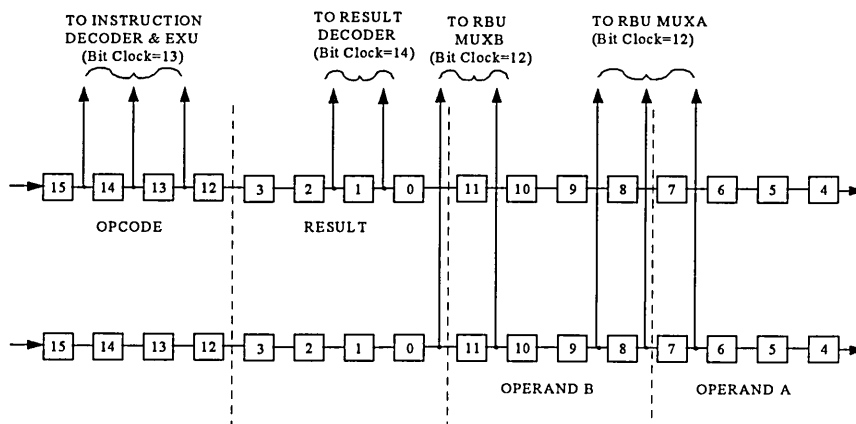 TO INSTRUCTION
DECODER & EXU
(Bit Clock=13)
TO RESULT
DECODER
(Bit Clock=14)
TO RBU
MUXB
(Bit Clock=12)
TO RBU MUXA
(Bit Clock=12)
15 14 13 12 3 2 1 0 11 10 9 8 7 6 5 4
OPCODE RESULT
15 14 13 12 3 2 1 0 11 10 9 8 7 6 5 4
OPERAND B OPERAND A